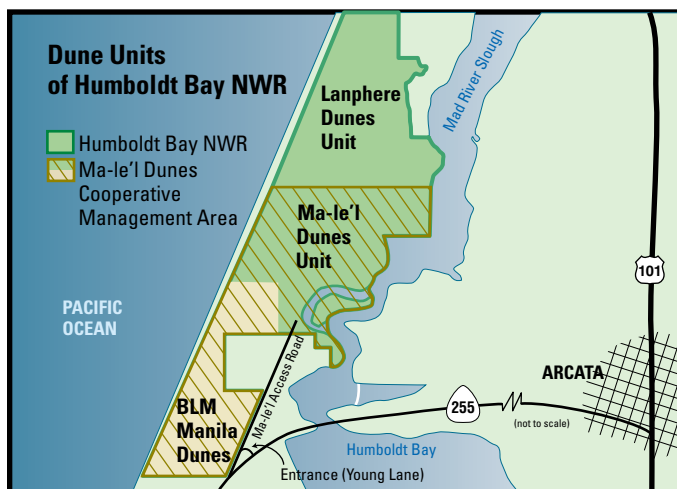 Dune Units
of Humboldt Bay NWR
Humboldt Bay NWR
Ma-le'l Dunes
Cooperative
Management Area
Lanphere
Dunes
Unit
Mad River Slough
Ma-le'l
Dunes
Unit
101
PACIFIC
OCEAN
Ma-le'l Access Road
ARCATA
BLM
Manila
Dunes
255
(not to scale)
Humboldt Bay
Entrance (Young Lane)